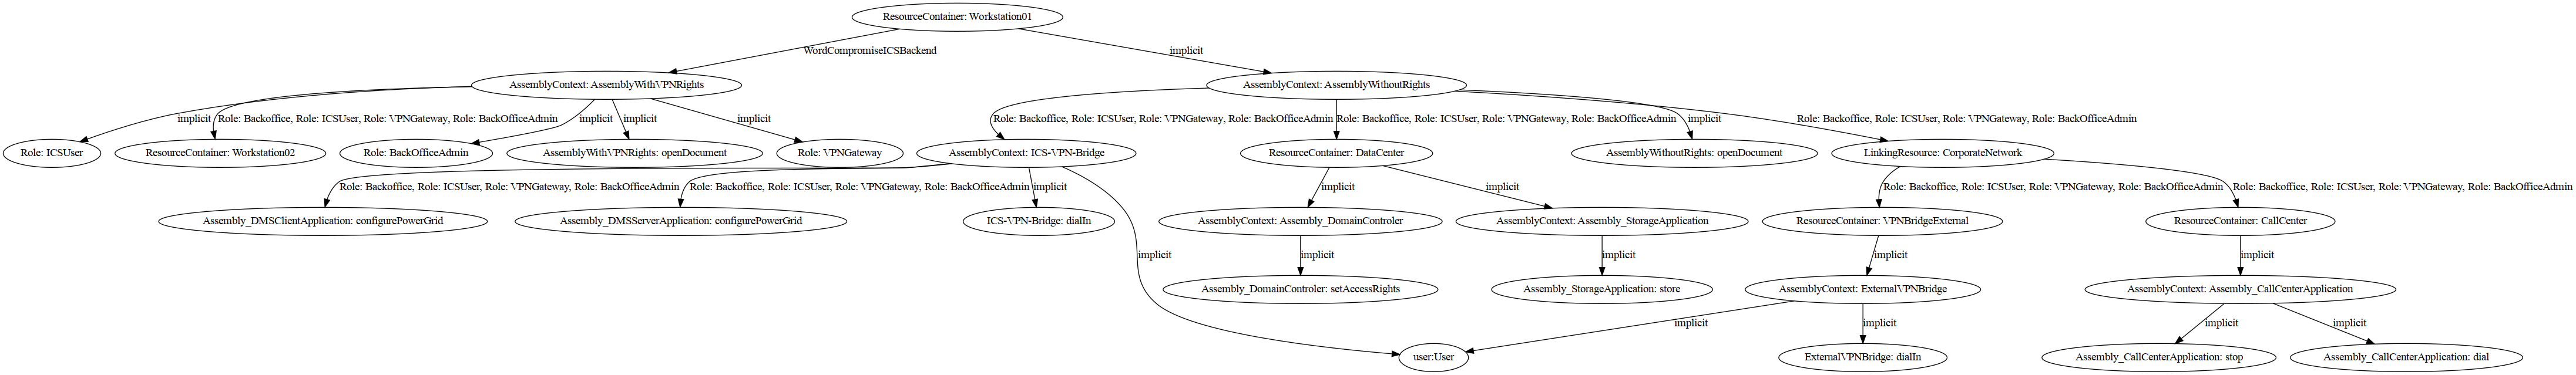 ResourceContainer: Workstation01
WordCompromiseICSBackend
implicit
AssemblyContext: AssemblyWithVPNRights
AssemblyContext: AssemblyWithoutRights
implicit
Role: Backoffice, Role: ICSUser, Role: VPNGateway, Role: BackOfficeAdmin
implicit
implicit
implicit
Role: Backoffice, Role: ICSUser, Role: VPNGateway, Role: BackOfficeAdmin
Role: Backoffice, Role: ICSUser, Role: VPNGateway, Role: BackOfficeAdmin
implicit
Role: Backoffice, Role: ICSUser, Role: VPNGateway, Role: BackOfficeAdmin
Role: ICSUser
ResourceContainer: Workstation02
Role: BackOfficeAdmin
AssemblyWithVPNRights: openDocument
Role: VPNGateway
AssemblyContext: ICS-VPN-Bridge
ResourceContainer: DataCenter
AssemblyWithoutRights: openDocument
LinkingResource: CorporateNetwork
Role: Backoffice, Role: ICSUser, Role: VPNGateway, Role: BackOfficeAdmin
Role: Backoffice, Role: ICSUser, Role: VPNGateway, Role: BackOfficeAdmin
implicit
implicit
implicit
Role: Backoffice, Role: ICSUser, Role: VPNGateway, Role: BackOfficeAdmin
Role: Backoffice, Role: ICSUser, Role: VPNGateway, Role: BackOfficeAdmin
Assembly_DMSClientApplication: configurePowerGrid
Assembly_DMSServerApplication: configurePowerGrid
ICS-VPN-Bridge: dialIn
AssemblyContext: Assembly_DomainControler
AssemblyContext: Assembly_StorageApplication
ResourceContainer: VPNBridgeExternal
ResourceContainer: CallCenter
implicit
implicit
implicit
implicit
implicit
Assembly_DomainControler: setAccessRights
Assembly_StorageApplication: store
AssemblyContext: ExternalVPNBridge
AssemblyContext: Assembly_CallCenterApplication
implicit
implicit
implicit
implicit
user:User
ExternalVPNBridge: dialIn
Assembly_CallCenterApplication: stop
Assembly_CallCenterApplication: dial